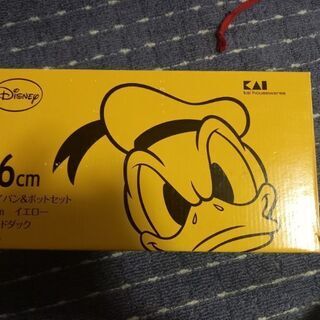 Disney
KAI
kai housewares
6cm
イパン&ポットセット
m イエロー
ドダック